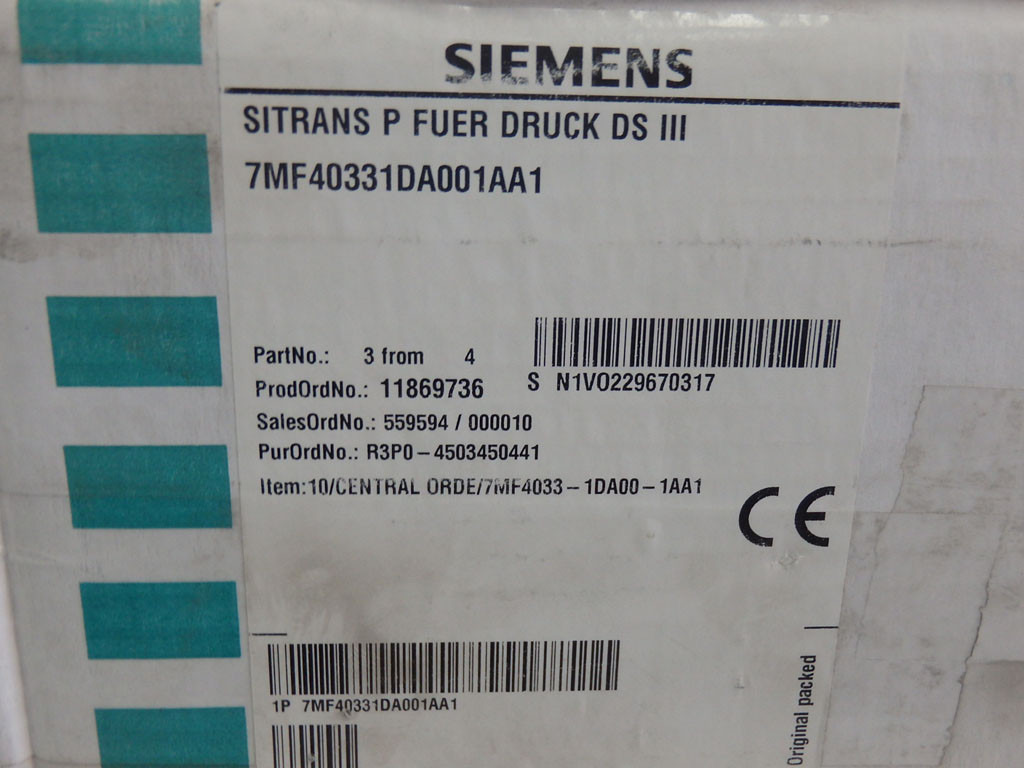 SIEMENS
SITRANS P FUER DRUCK DS III
7MF40331DA001AA1
PartNo.: 3 from 4
ProdOrdNo.: 11869736
S N1VO229670317
SalesOrdNo.: 559594 / 000010
PurOrdNo.: R3P0-4503450441
Item:10/CENTRAL ORDE/7MF4033-1DA00-1AA1
CE
1P 7MF40331DA001AA1
Original packed